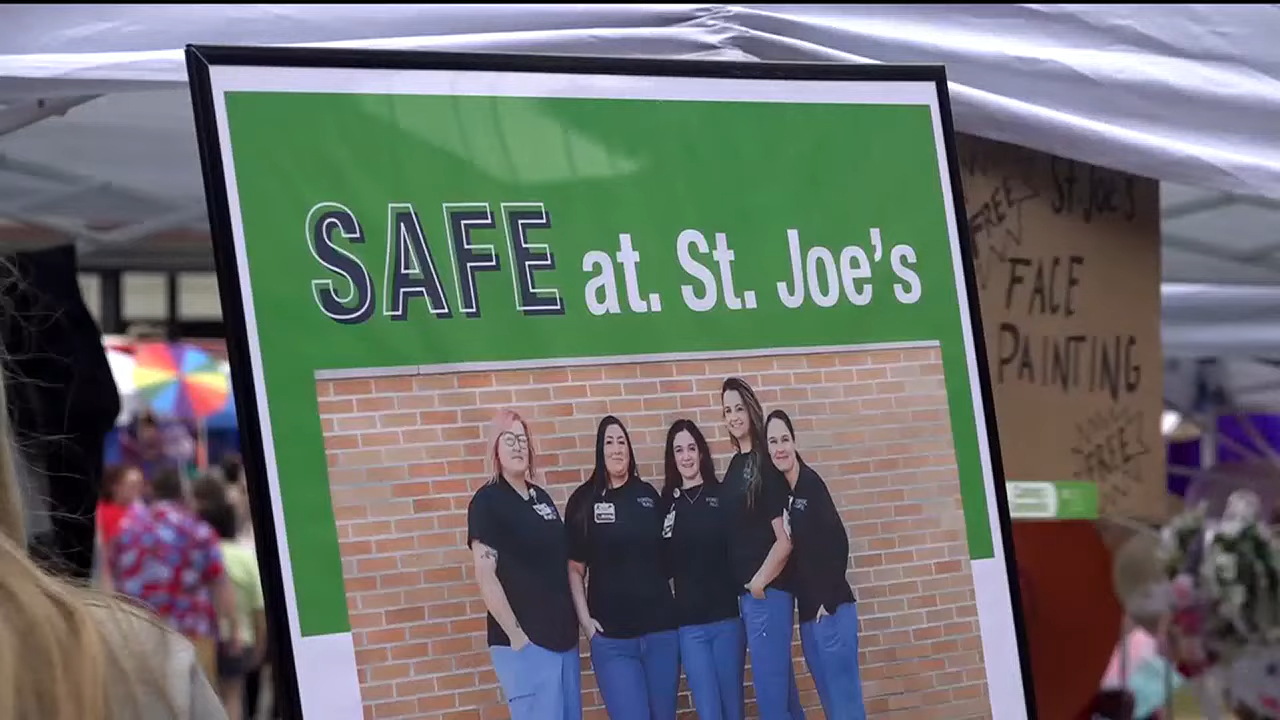 SAFE at. St. Joe's
FREE
St. Joe's
FACE
PAINTING
FREE